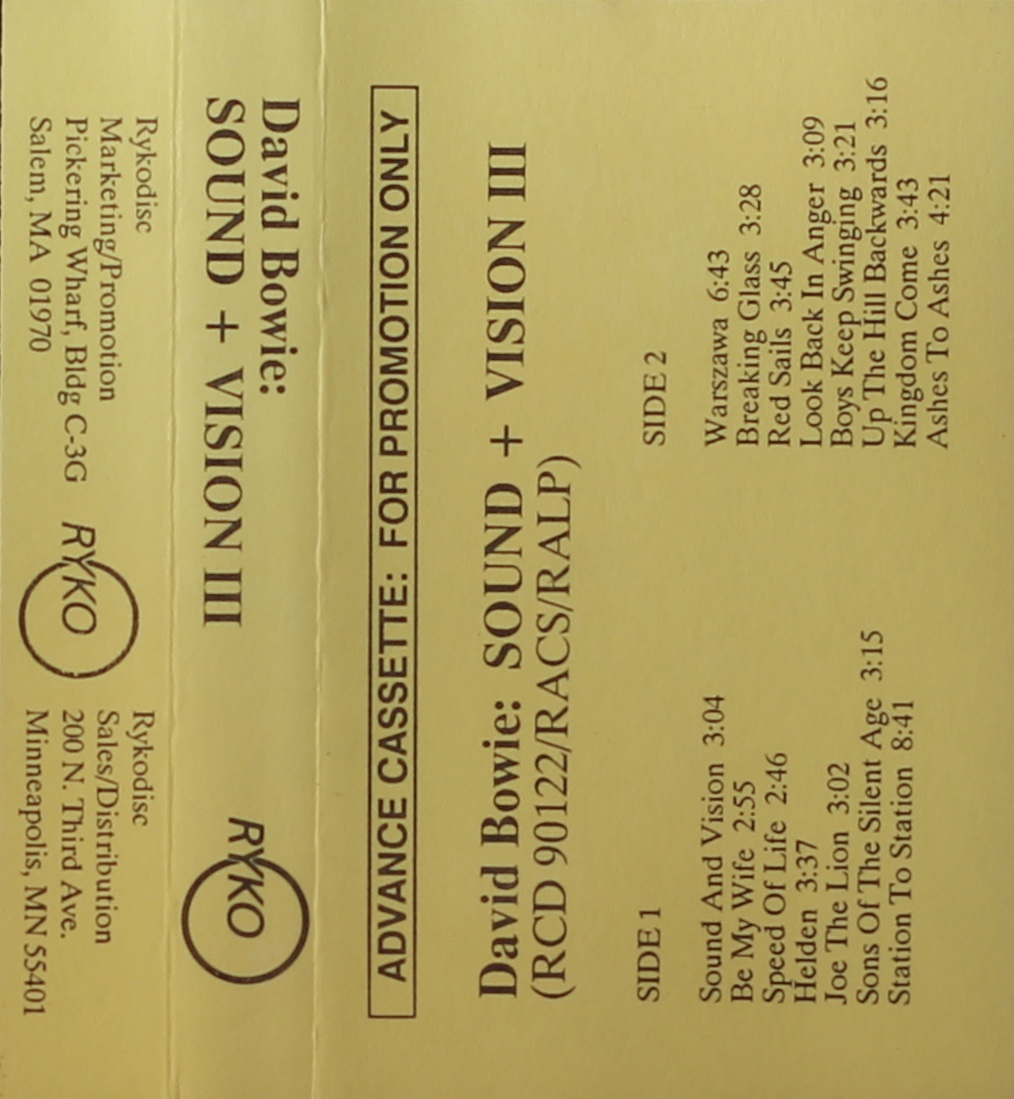 Rykodisc
Marketing/Promotion
Pickering Wharf, Bldg C-3G
Salem, MA 01970
RYKO
Rykodisc
Sales/Distribution
200 N. Third Ave.
Minneapolis, MN 55401
David Bowie:
SOUND + VISION III
RYKO
ADVANCE CASSETTE: FOR PROMOTION ONLY
David Bowie: SOUND + VISION III
(RCD 90122/RACS/RALP)
SIDE 1
Sound And Vision 3:04
Be My Wife 2:55
Speed Of Life 2:46
Helden 3:37
Joe The Lion 3:02
Sons Of The Silent Age 3:15
Station To Station 8:41
SIDE 2
Warszawa 6:43
Breaking Glass 3:28
Red Sails 3:45
Look Back In Anger 3:09
Boys Keep Swinging 3:21
Up The Hill Backwards 3:16
Kingdom Come 3:43
Ashes To Ashes 4:21